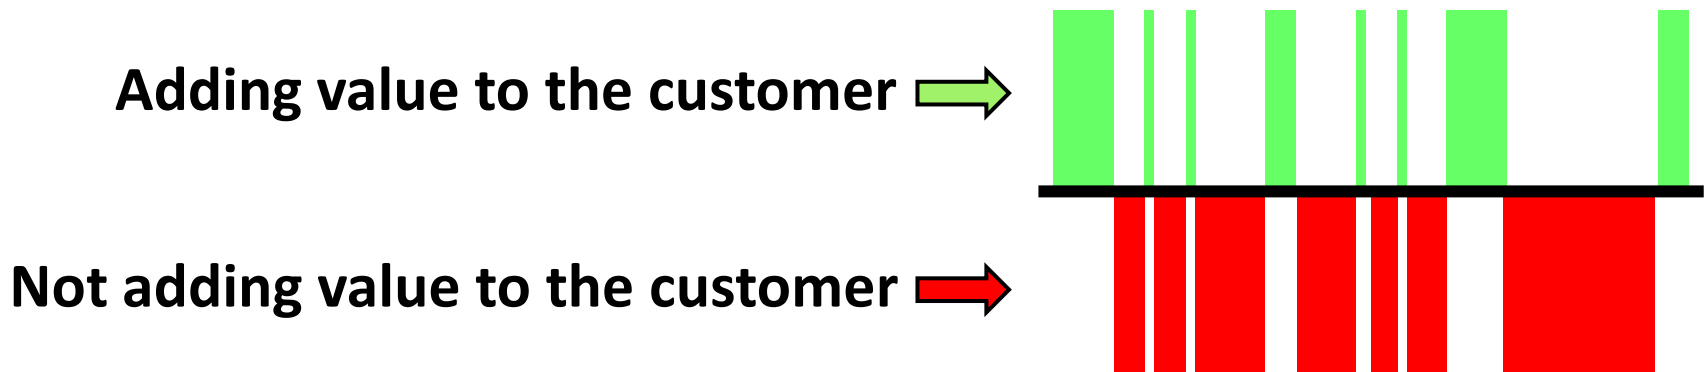 Adding value to the customer
Not adding value to the customer